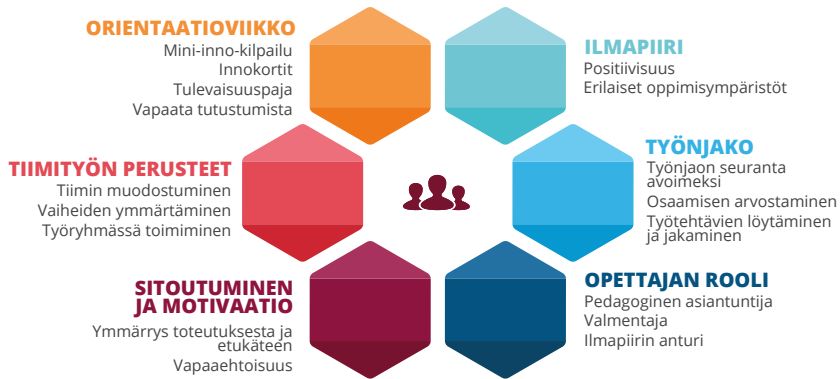 ORIENTAATIOVIIKKO
Mini-inno-kilpailu
Innokortit
Tulevaisuuspaja
Vapaata tutustumista
ILMAPIIRI
Positiivisuus
Erilaiset oppimisympäristöt
TIIMITYÖN PERUSTEET
Tiimin muodostuminen
Vaiheiden ymmärtäminen
Työryhmässä toimiminen
TYÖNJAKO
Työnjaon seuranta
avoimeksi
Osaamisen arvostaminen
Työtehtävien löytäminen
ja jakaminen
SITOUTUMINEN
JA MOTIVAATIO
Ymmärrys toteutuksesta ja
etukäteen
Vapaaehtoisuus
OPETTAJAN ROOLI
Pedagoginen asiantuntija
Valmentaja
Ilmapiirin anturi